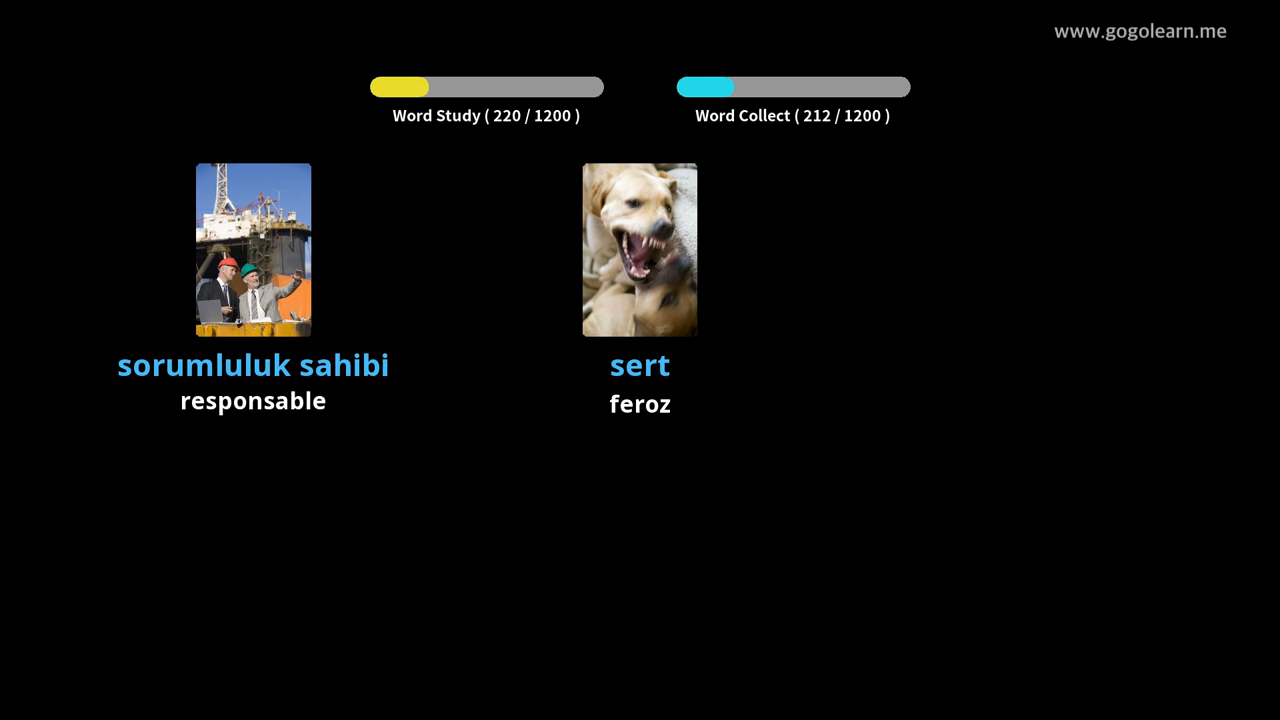 www.gogolearn.me
Word Study ( 220 / 1200 )
Word Collect ( 212 / 1200 )
sorumluluk sahibi
responsable
sert
feroz